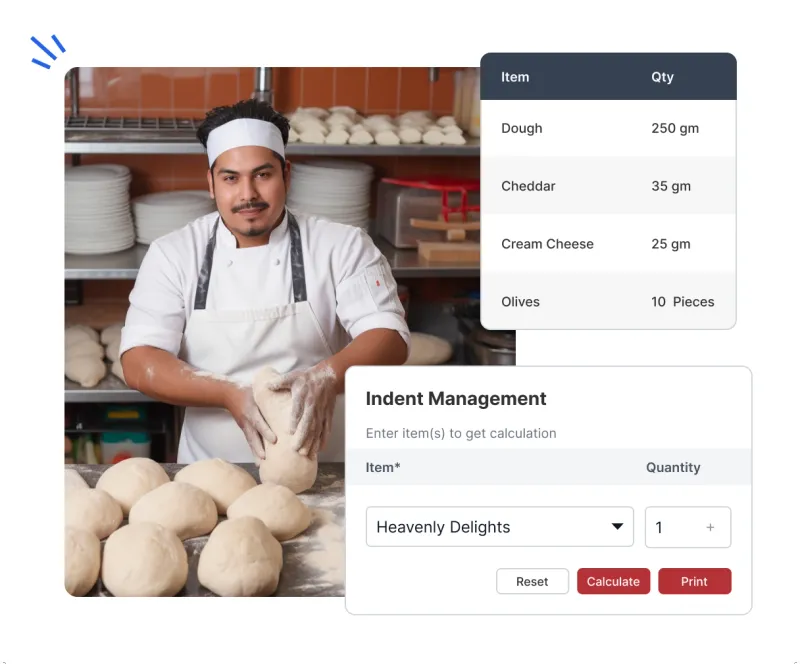 Item Qty
Dough 250 gm
Cheddar 35 gm
Cream Cheese 25 gm
Olives 10 Pieces
Indent Management
Enter item(s) to get calculation
Item* Quantity
Heavenly Delights 1 +
Reset Calculate Print